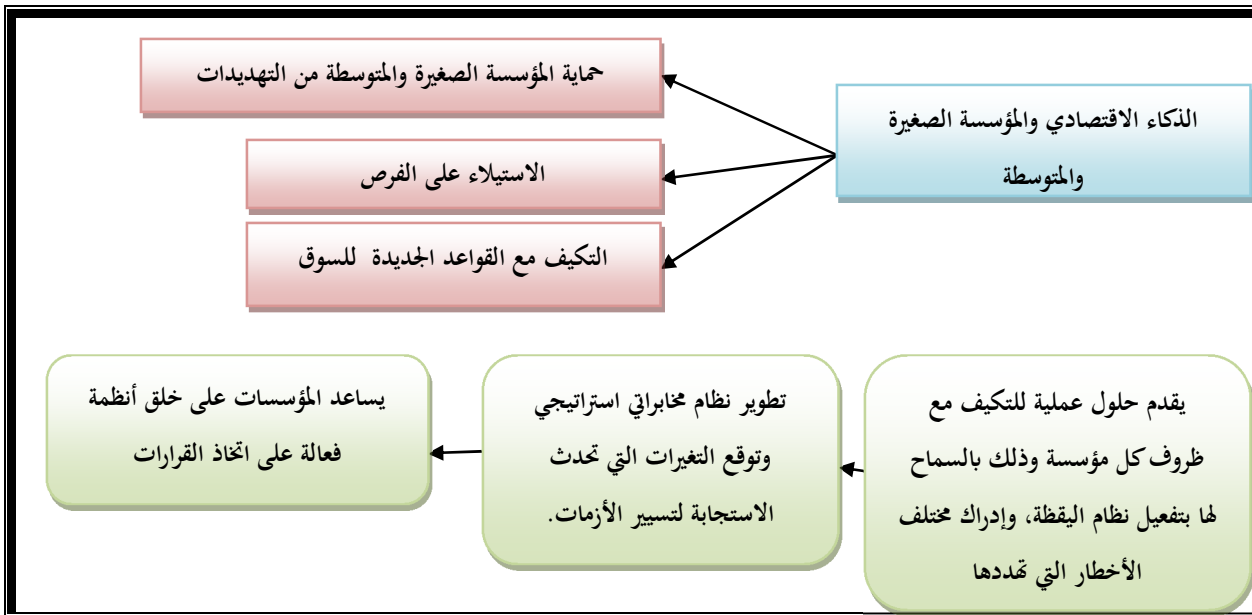 الذكاء الاقتصادي والمؤسسة الصغيرة
والمتوسطة
حماية المؤسسة الصغيرة والمتوسطة من التهديدات
الاستيلاء على الفرص
التكيف مع القواعد الجديدة للسوق
يقدم حلول عملية للتكيف مع
ظروف كل مؤسسة وذلك بالسماح
لها بتفعيل نظام اليقظة، وإدراك مختلف
الأخطار التي تهددها
تطوير نظام مخابراتي استراتيجي
وتوقع التغيرات التي تحدث
الاستجابة لتسيير الأزمات.
يساعد المؤسسات على خلق أنظمة
فعالة على اتخاذ القرارات